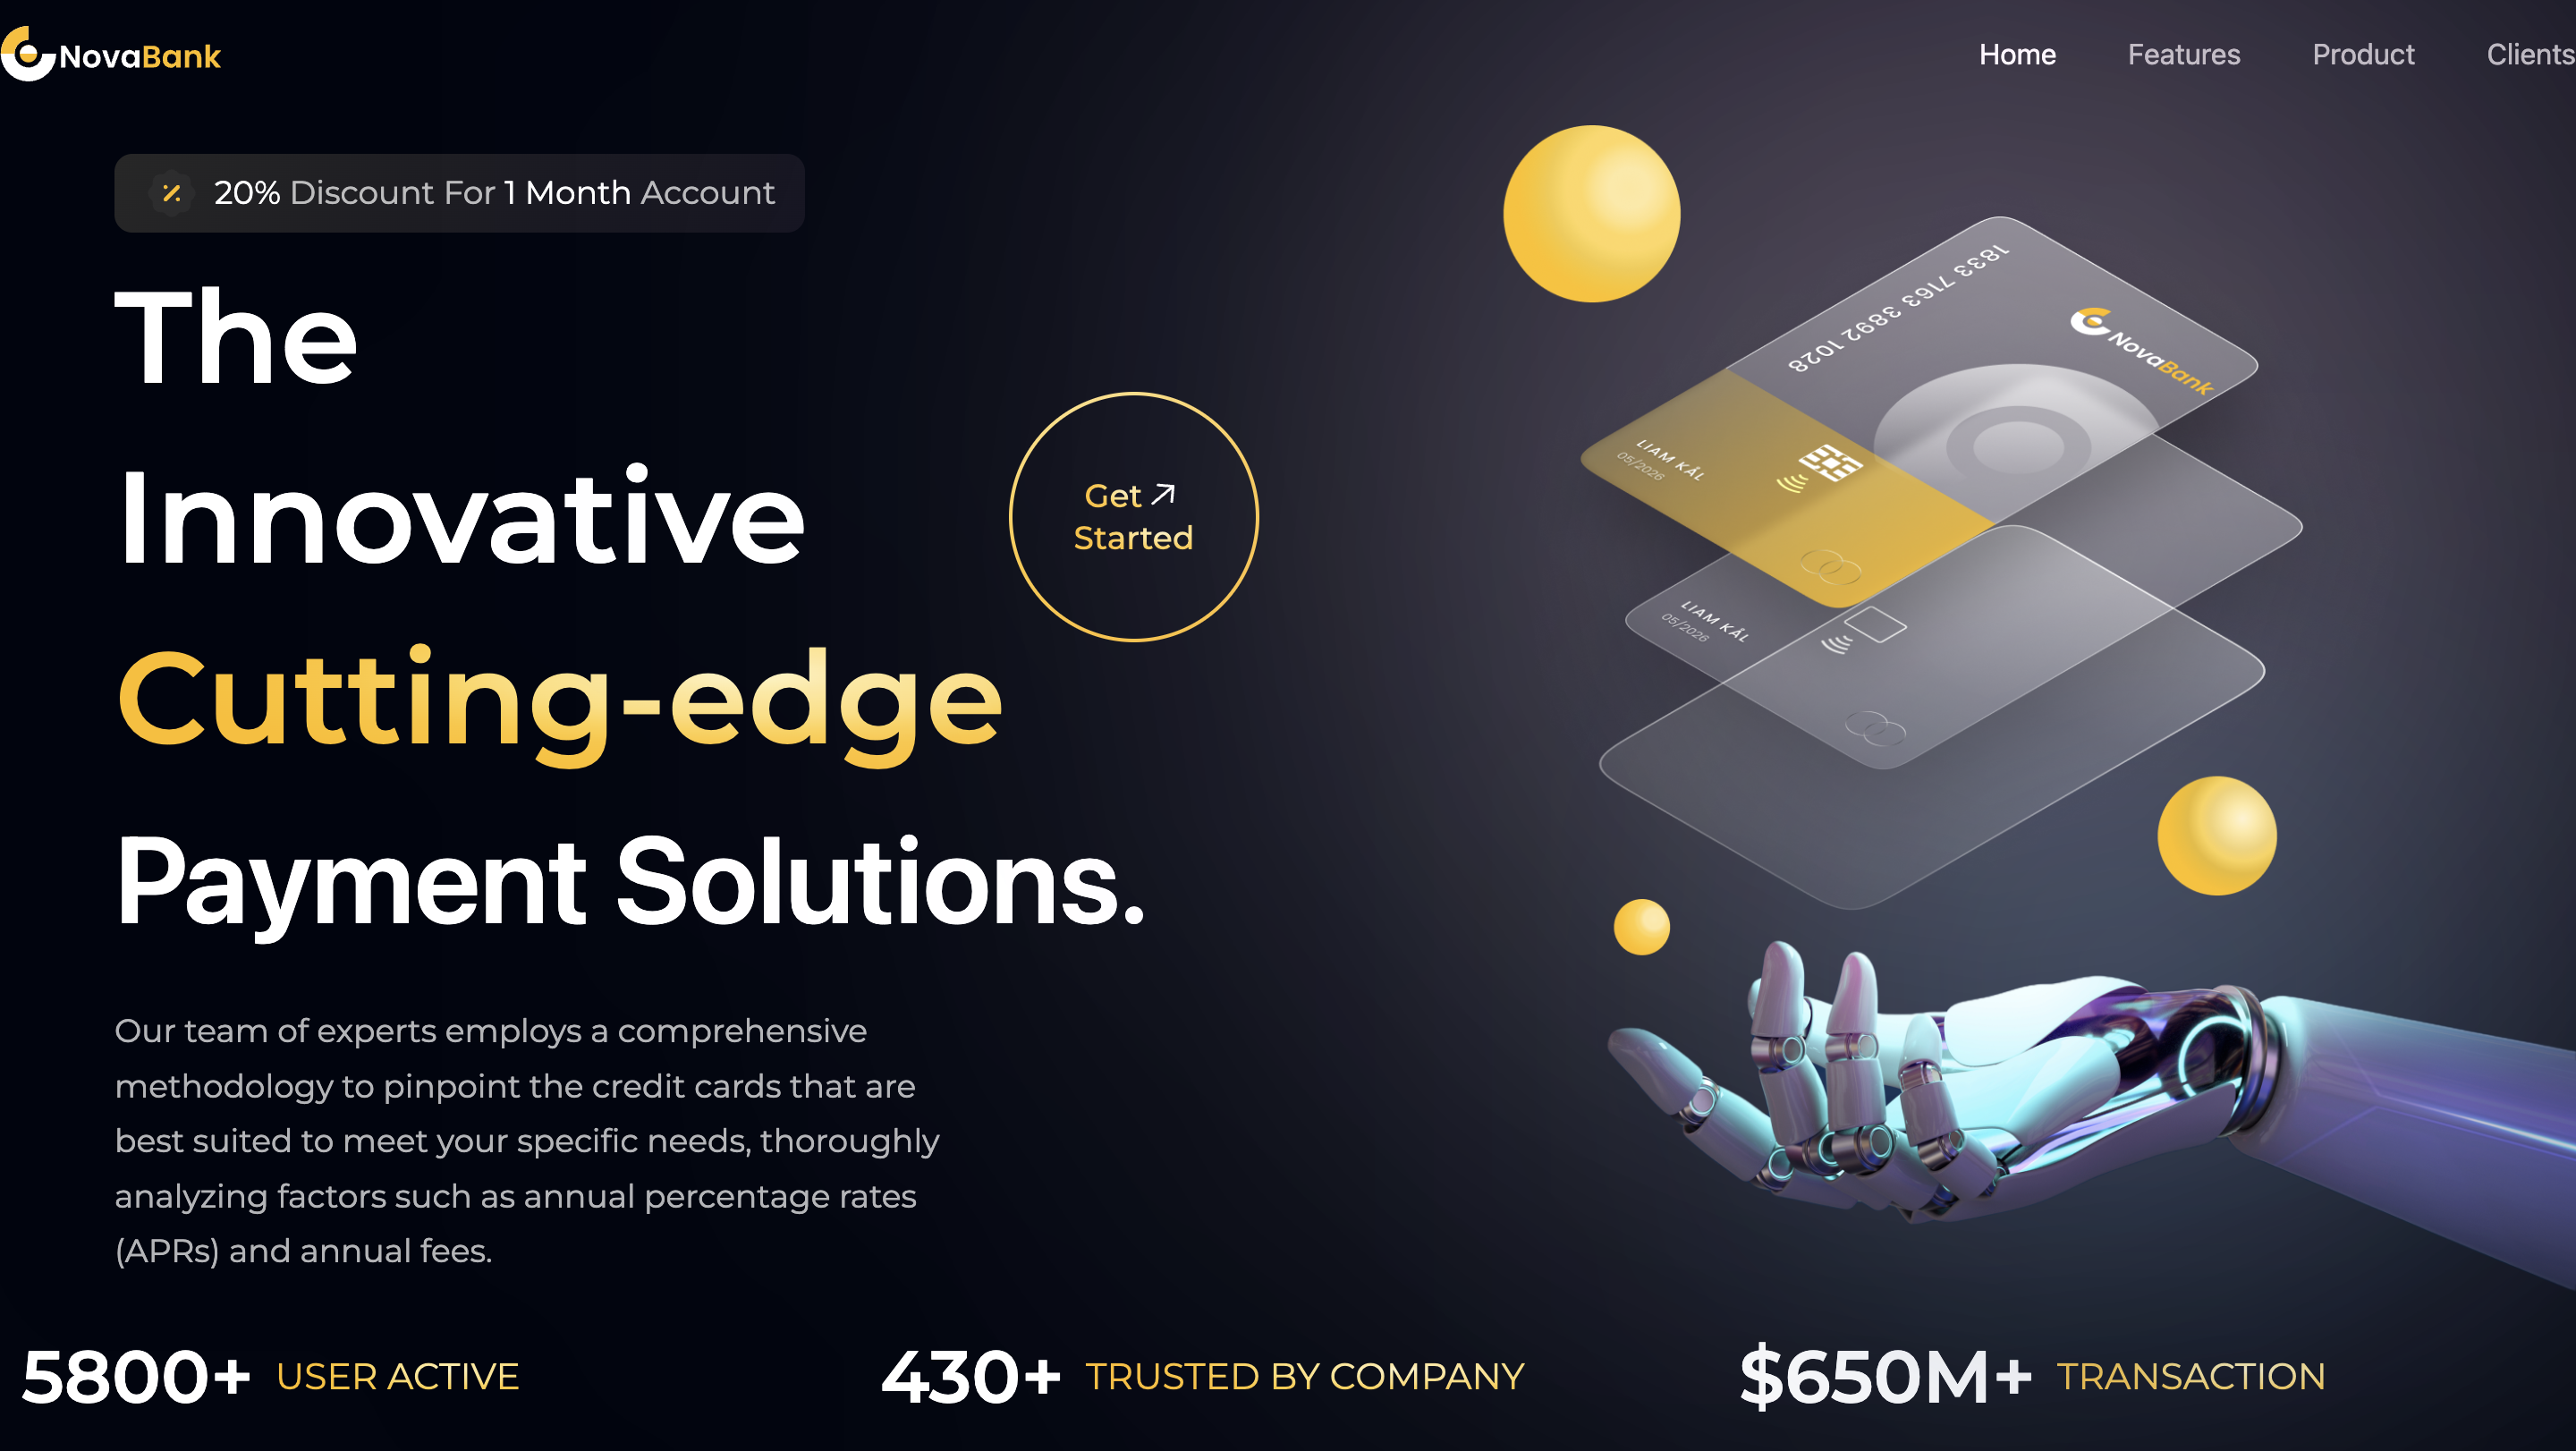 NovaBank
Home Features Product Clients
20% Discount For 1 Month Account
The
Innovative
Cutting-edge
Payment Solutions.
Get
Started
Our team of experts employs a comprehensive
methodology to pinpoint the credit cards that are
best suited to meet your specific needs, thoroughly
analyzing factors such as annual percentage rates
(APRs) and annual fees.
1833 7163 3892 1028
NovaBank
LIAM KÅL
05/2026
LIAM KÅL
05/2026
5800+ USER ACTIVE
430+ TRUSTED BY COMPANY
$650M+ TRANSACTION